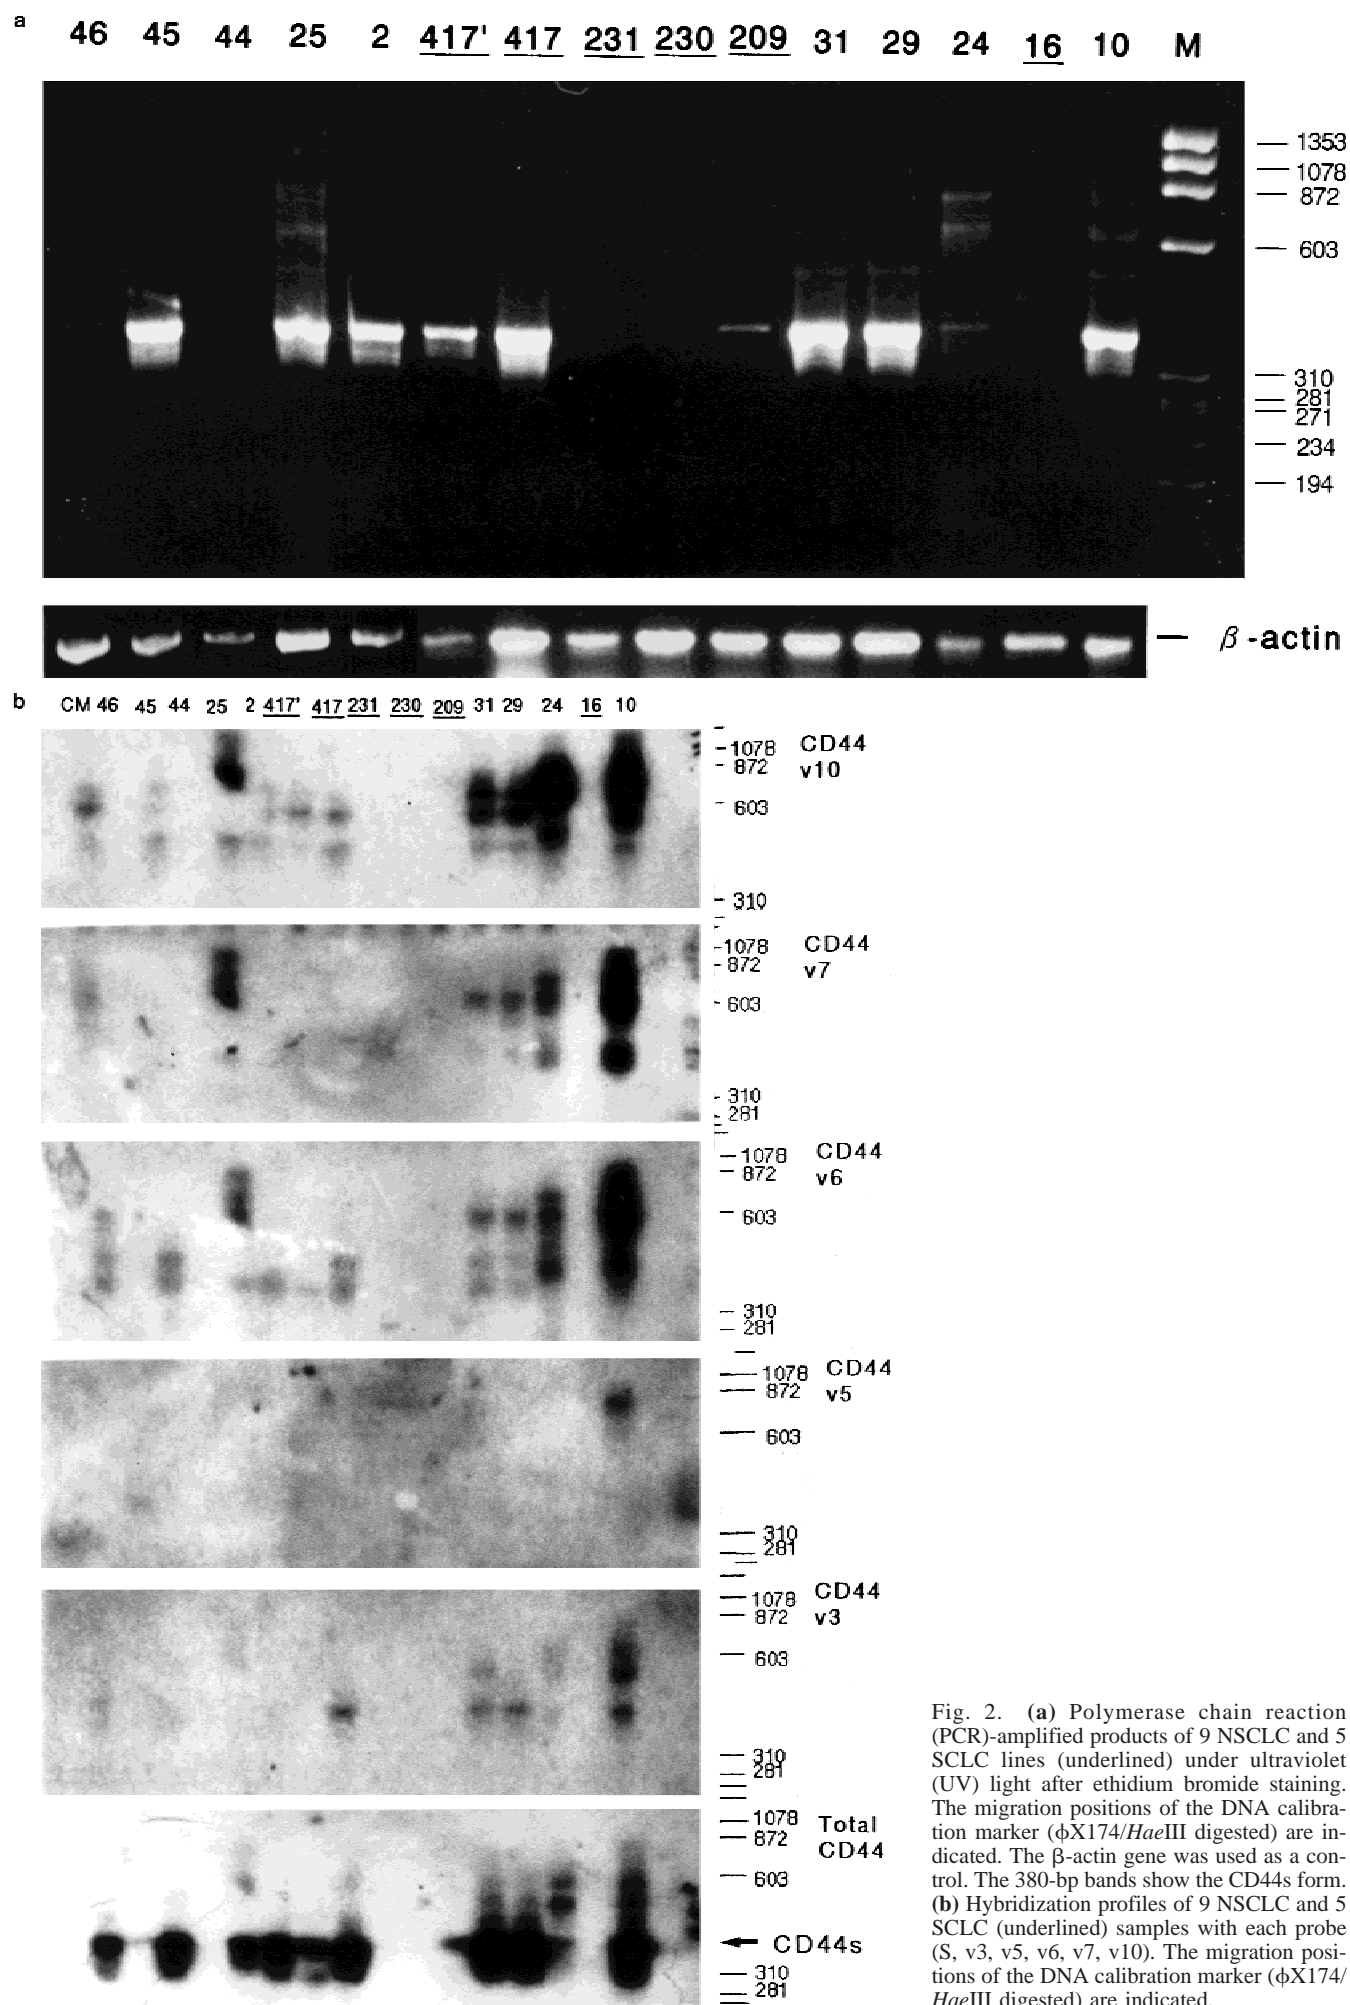 a
46 45 44 25 2 417' 417 231 230 209 31 29 24 16 10 M
1353
1078
872
603
310
281
271
234
194
β-actin
b
CM 46 45 44 25 2 417' 417 231 230 209 31 29 24 16 10
1078 CD44
872 v10
603
310
1078 CD44
872 v7
603
310
281
1078 CD44
872 v6
603
310
281
1078 CD44
872 v5
603
310
281
1078 CD44
872 v3
603
310
281
1078 Total
872 CD44
603
CD44s
310
281
Fig. 2. (a) Polymerase chain reaction
(PCR)-amplified products of 9 NSCLC and 5
SCLC lines (underlined) under ultraviolet
(UV) light after ethidium bromide staining.
The migration positions of the DNA calibra-
tion marker (ϕX174/HaeIII digested) are in-
dicated. The β-actin gene was used as a con-
trol. The 380-bp bands show the CD44s form.
(b) Hybridization profiles of 9 NSCLC and 5
SCLC (underlined) samples with each probe
(S, v3, v5, v6, v7, v10). The migration posi-
tions of the DNA calibration marker (ϕX174/
HaeIII digested) are indicated.